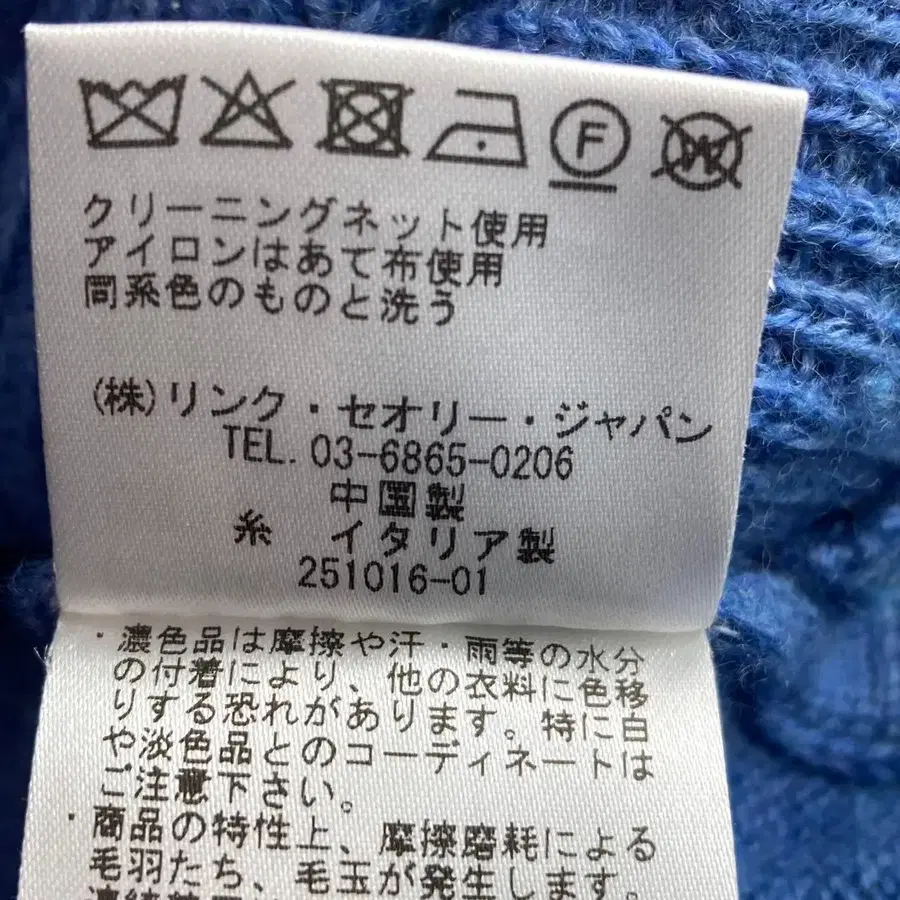 F
W
クリーニングネット使用
アイロンはあて布使用
同系色のものと洗う
(株)リンク・セオリー・ジャパン
TEL. 03-6865-0206
中国製
糸 イタリア製
251016-01
・濃色品は摩擦や汗・雨等の水分
の付着により、他の衣料に色移
りする恐れがあります。特に白
や淡色品とのコーディネートは
ご注意下さい。
・商品の特性上、摩擦磨耗による
毛羽たち、毛玉が発生します。